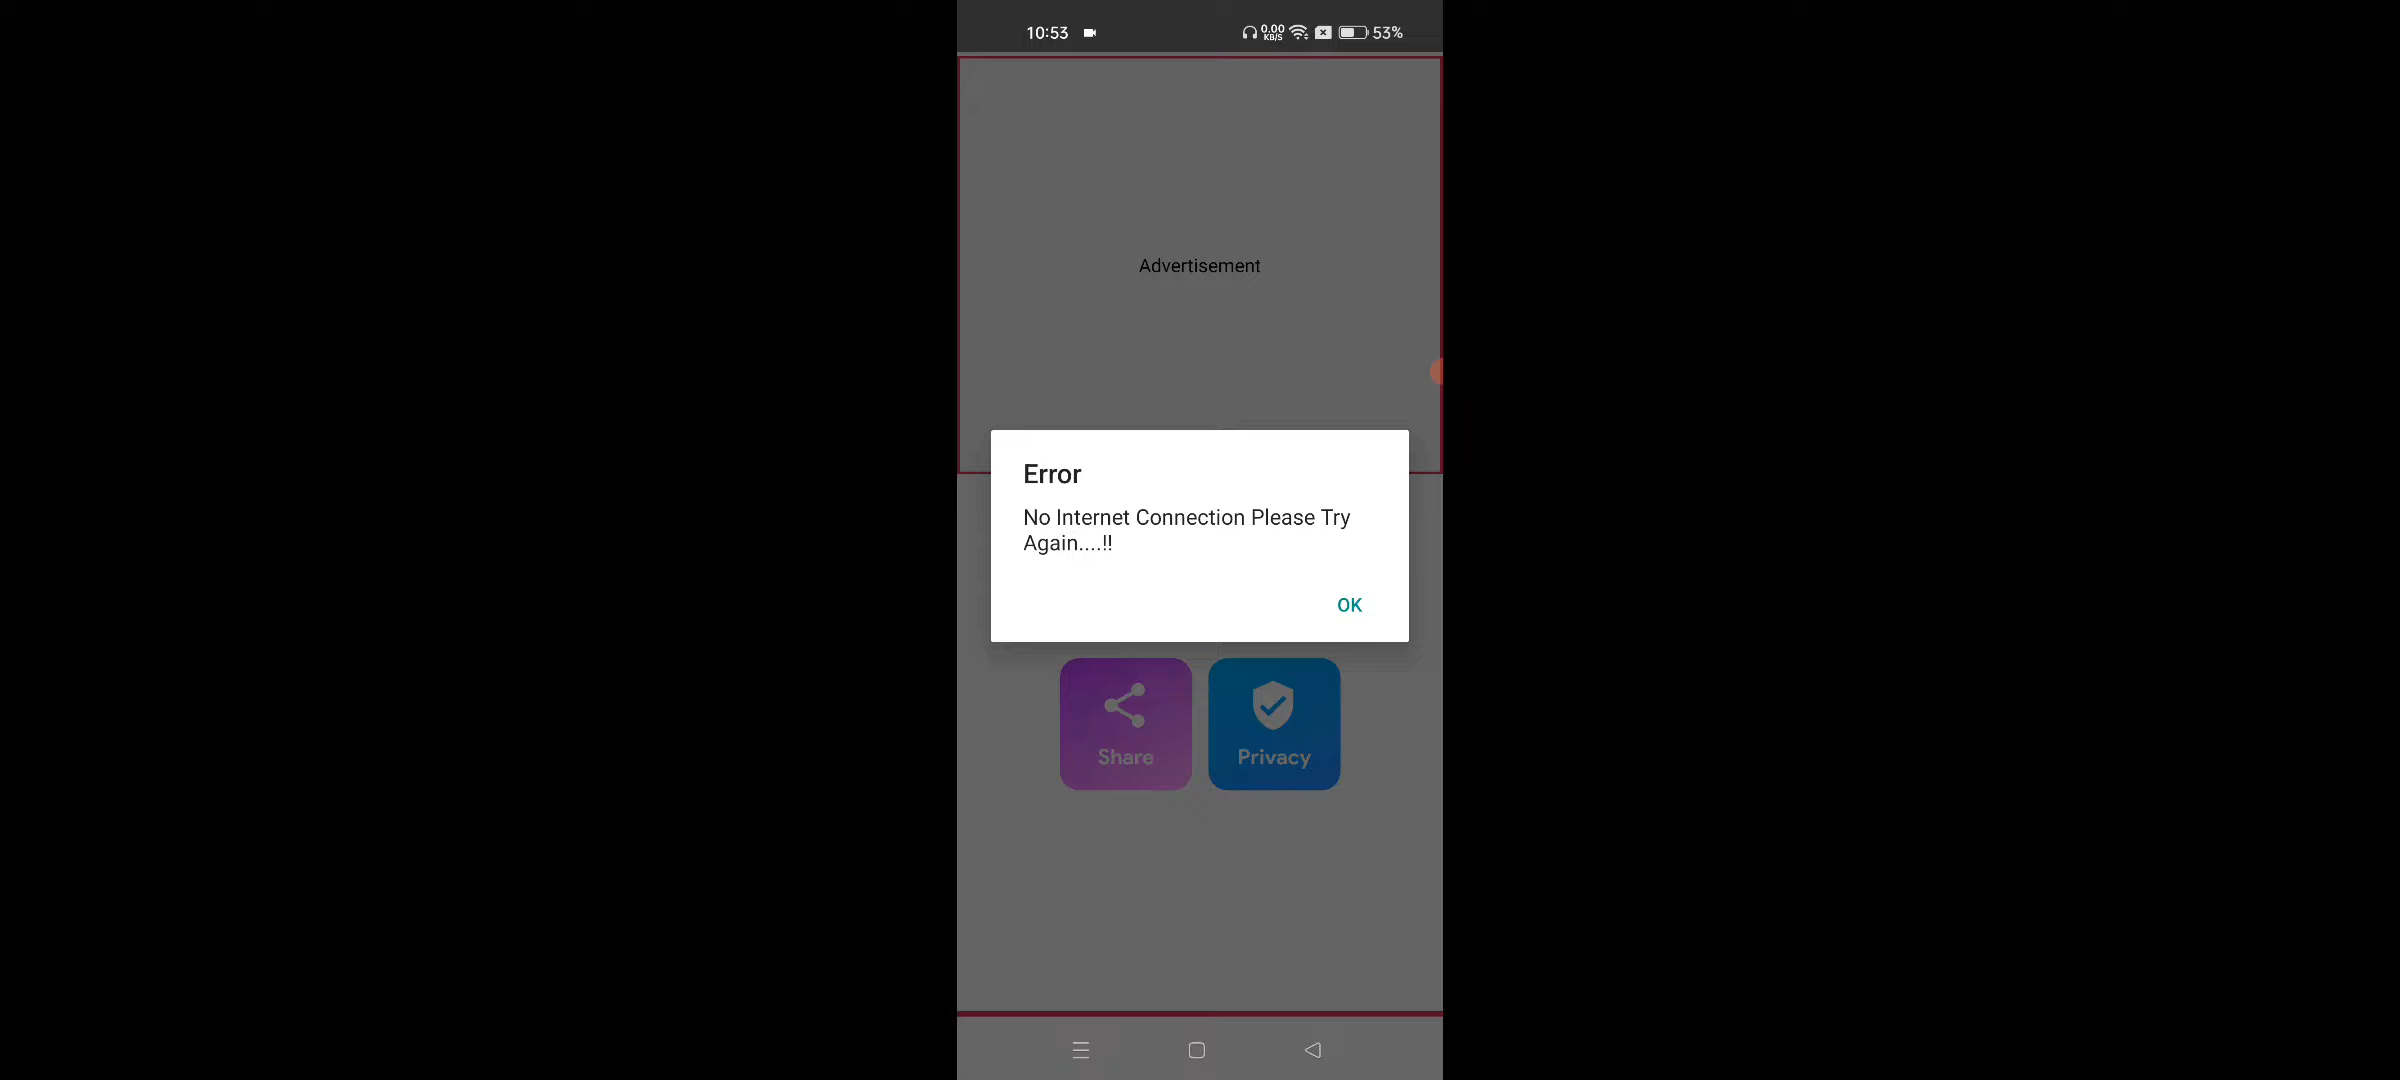 10:53
0.00
KB/S
53%
Advertisement
Error
No Internet Connection Please Try
Again....!!
OK
Share
Privacy